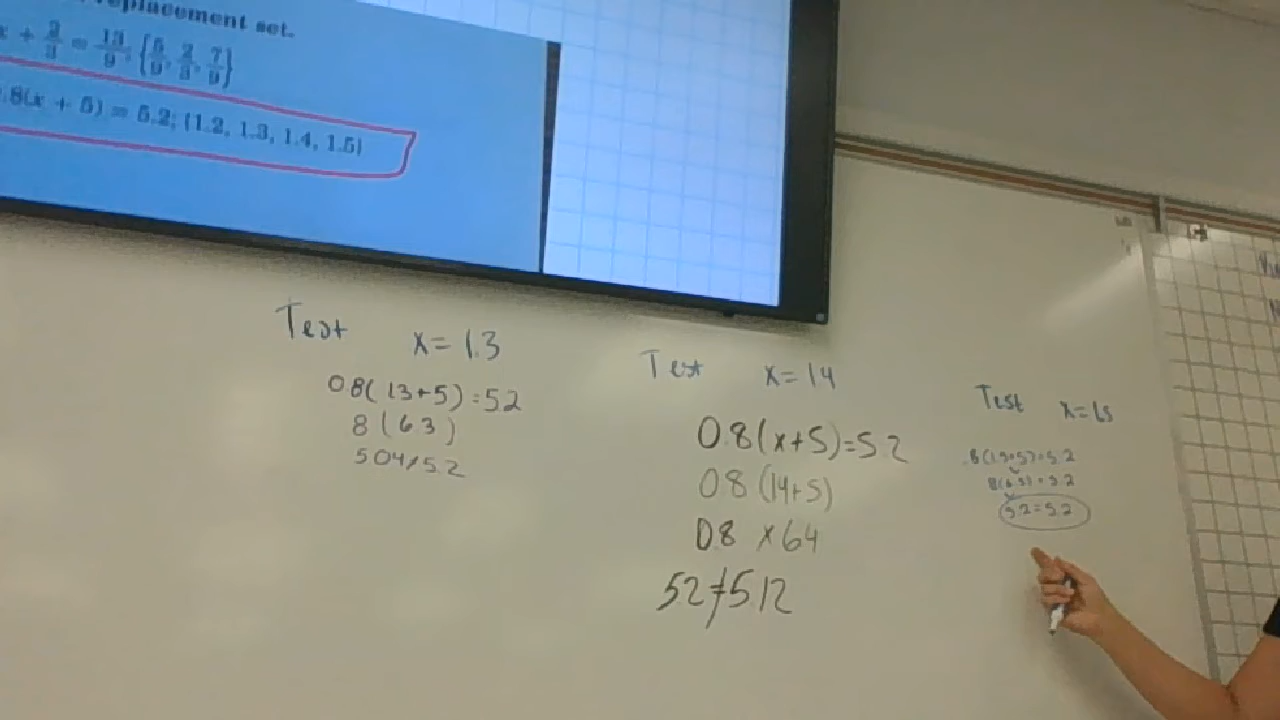 replacement set.
x + 2/3 = 13/9; {5/9, 2/3, 7/9}
.8(x + 5) = 5.2; {1.2, 1.3, 1.4, 1.5}
Test x = 1.3
0.8(1.3+5)=5.2
.8(6.3)
5.04≠5.2
Test x=1.4
0.8(x+5)=5.2
0.8(1.4+5)
0.8 x 6.4
5.2≠5.12
Test x=1.5
.8(1.5+5)=5.2
.8(6.5)=5.2
5.2=5.2